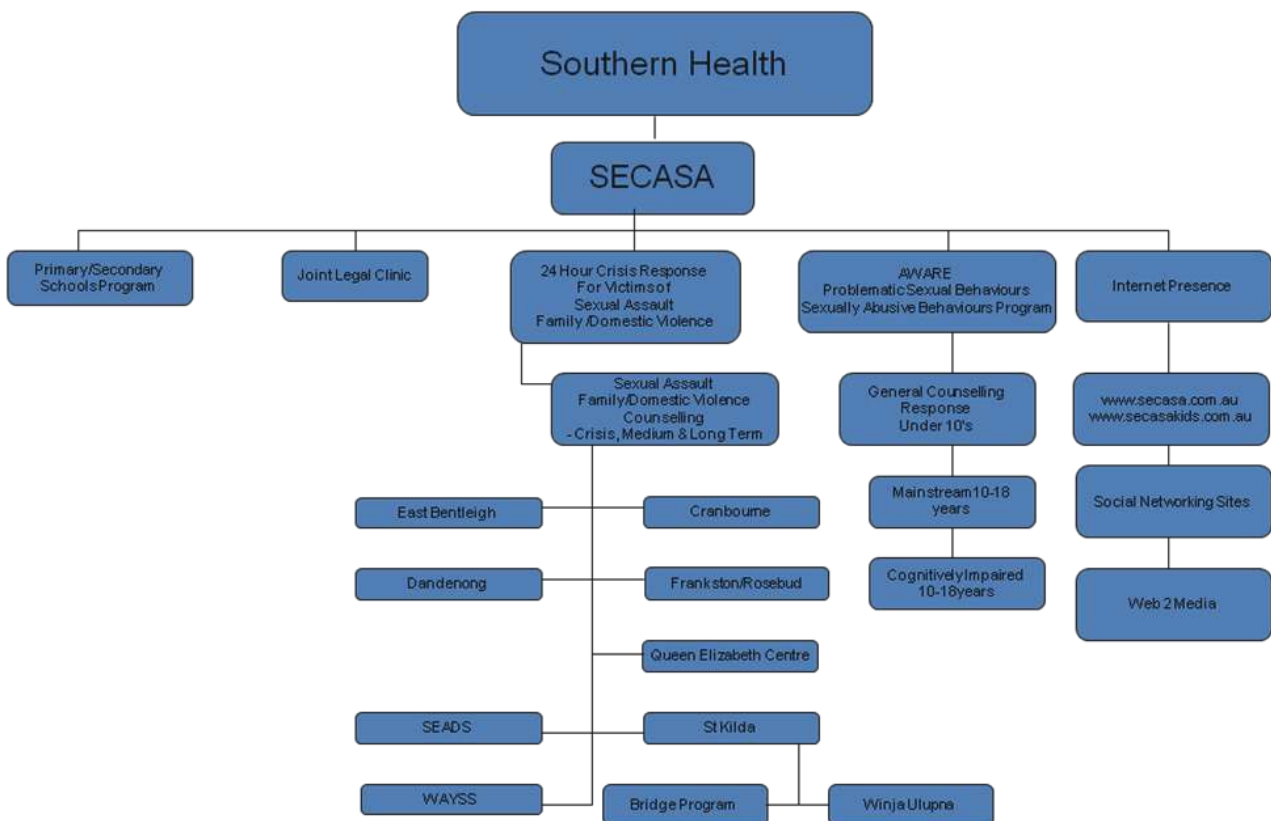 Southern Health
SECASA
Primary/Secondary
Schools Program
Joint Legal Clinic
24 Hour Crisis Response
For Victims of
Sexual Assault
Family /Domestic Violence
AWARE
Problematic Sexual Behaviours
Sexually Abusive Behaviours Program
Internet Presence
Sexual Assault
Family/Domestic Violence
Counselling
- Crisis, Medium & Long Term
General Counselling
Response
Under 10's
www.secasa.com.au
www.secasakids.com.au
Mainstream 10-18
years
Social Networking Sites
East Bentleigh
Cranbourne
Dandenong
Frankston/Rosebud
Cognitively Impaired
10-18years
Web 2 Media
Queen Elizabeth Centre
SEADS
St Kilda
WAYSS
Bridge Program
Winja Ulupna